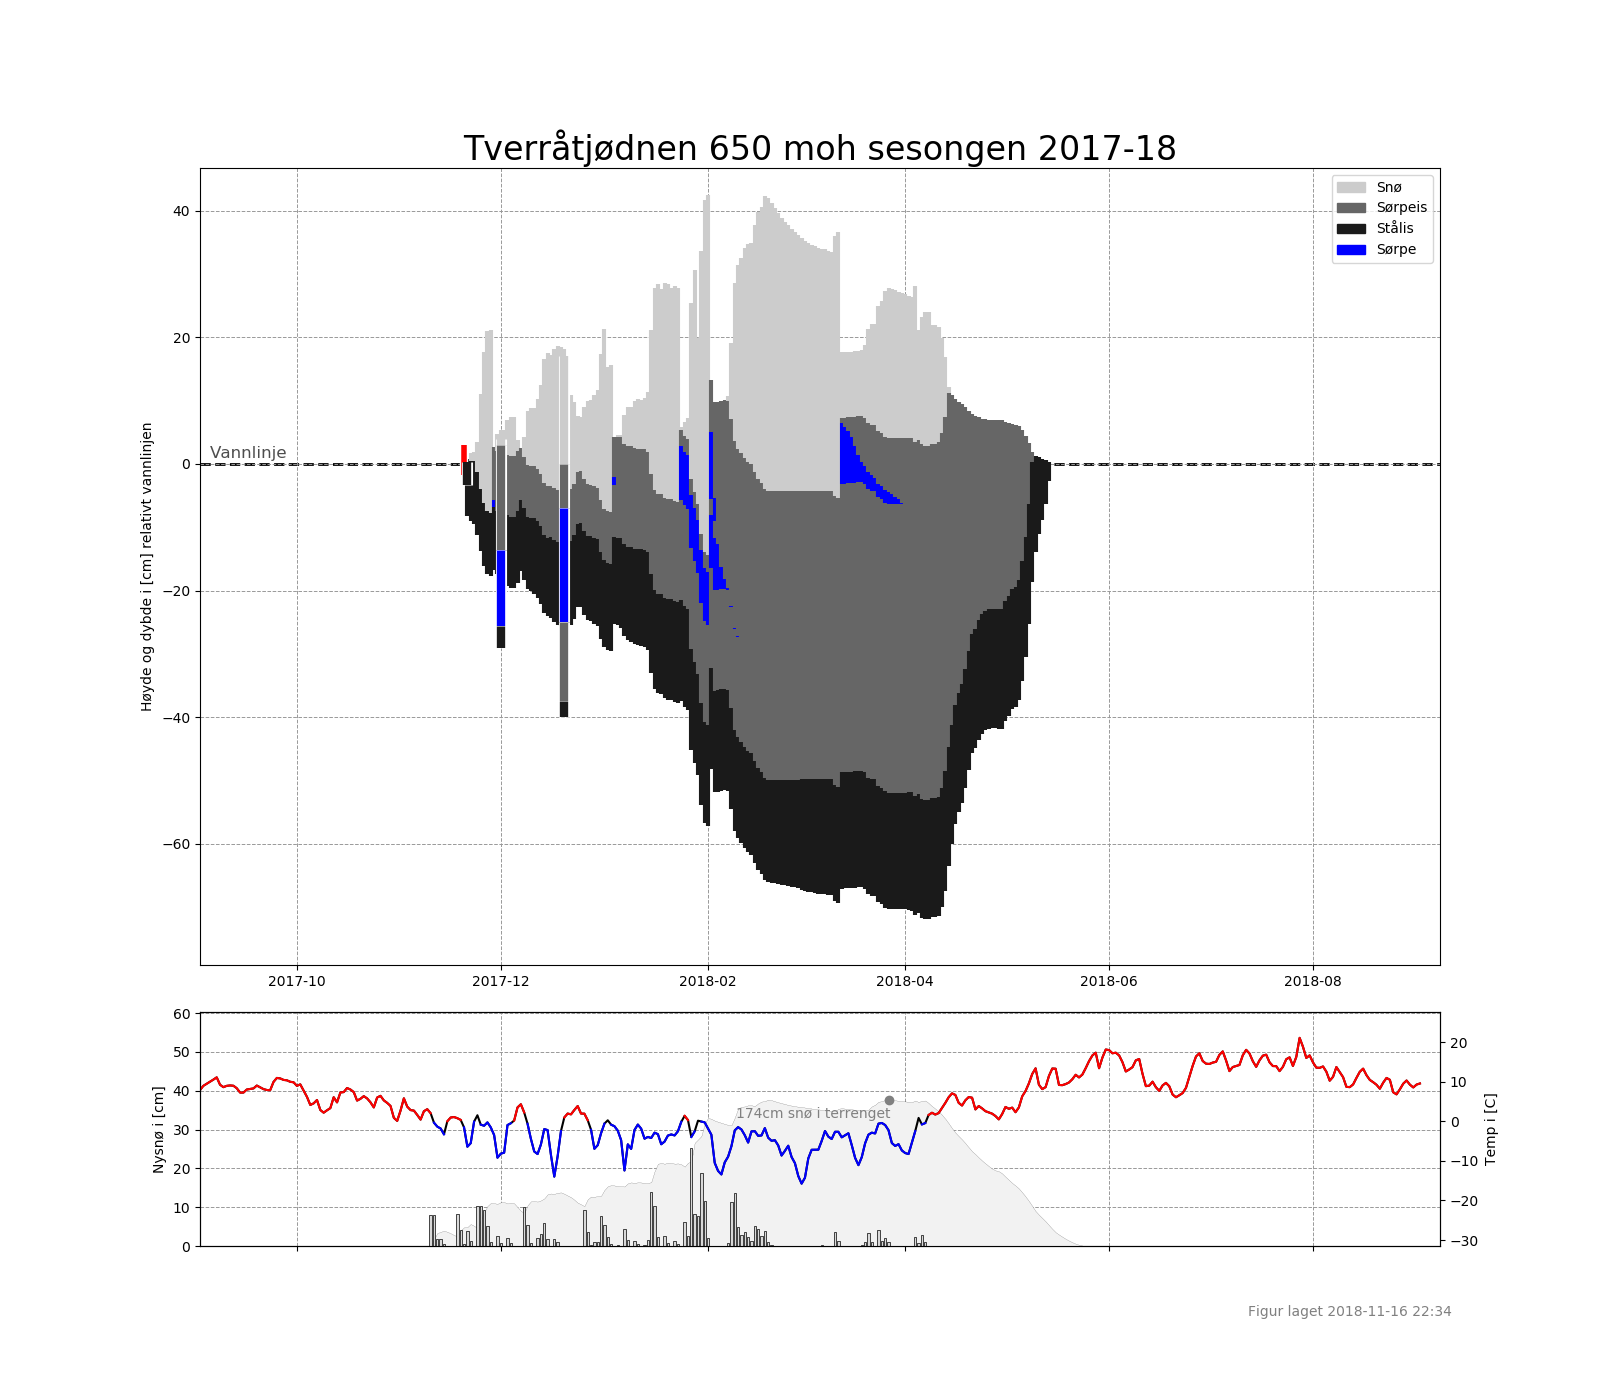 Tverråtjødnen 650 moh sesongen 2017-18
Snø
Sørpeis
Stålis
Sørpe
Høyde og dybde i [cm] relativt vannlinjen
40
20
0
−20
−40
−60
Vannlinje
2017-10
2017-12
2018-02
2018-04
2018-06
2018-08
Nysnø i [cm]
60
50
40
30
20
10
0
174cm snø i terrenget
20
10
0
−10
−20
−30
Temp i [C]
Figur laget 2018-11-16 22:34